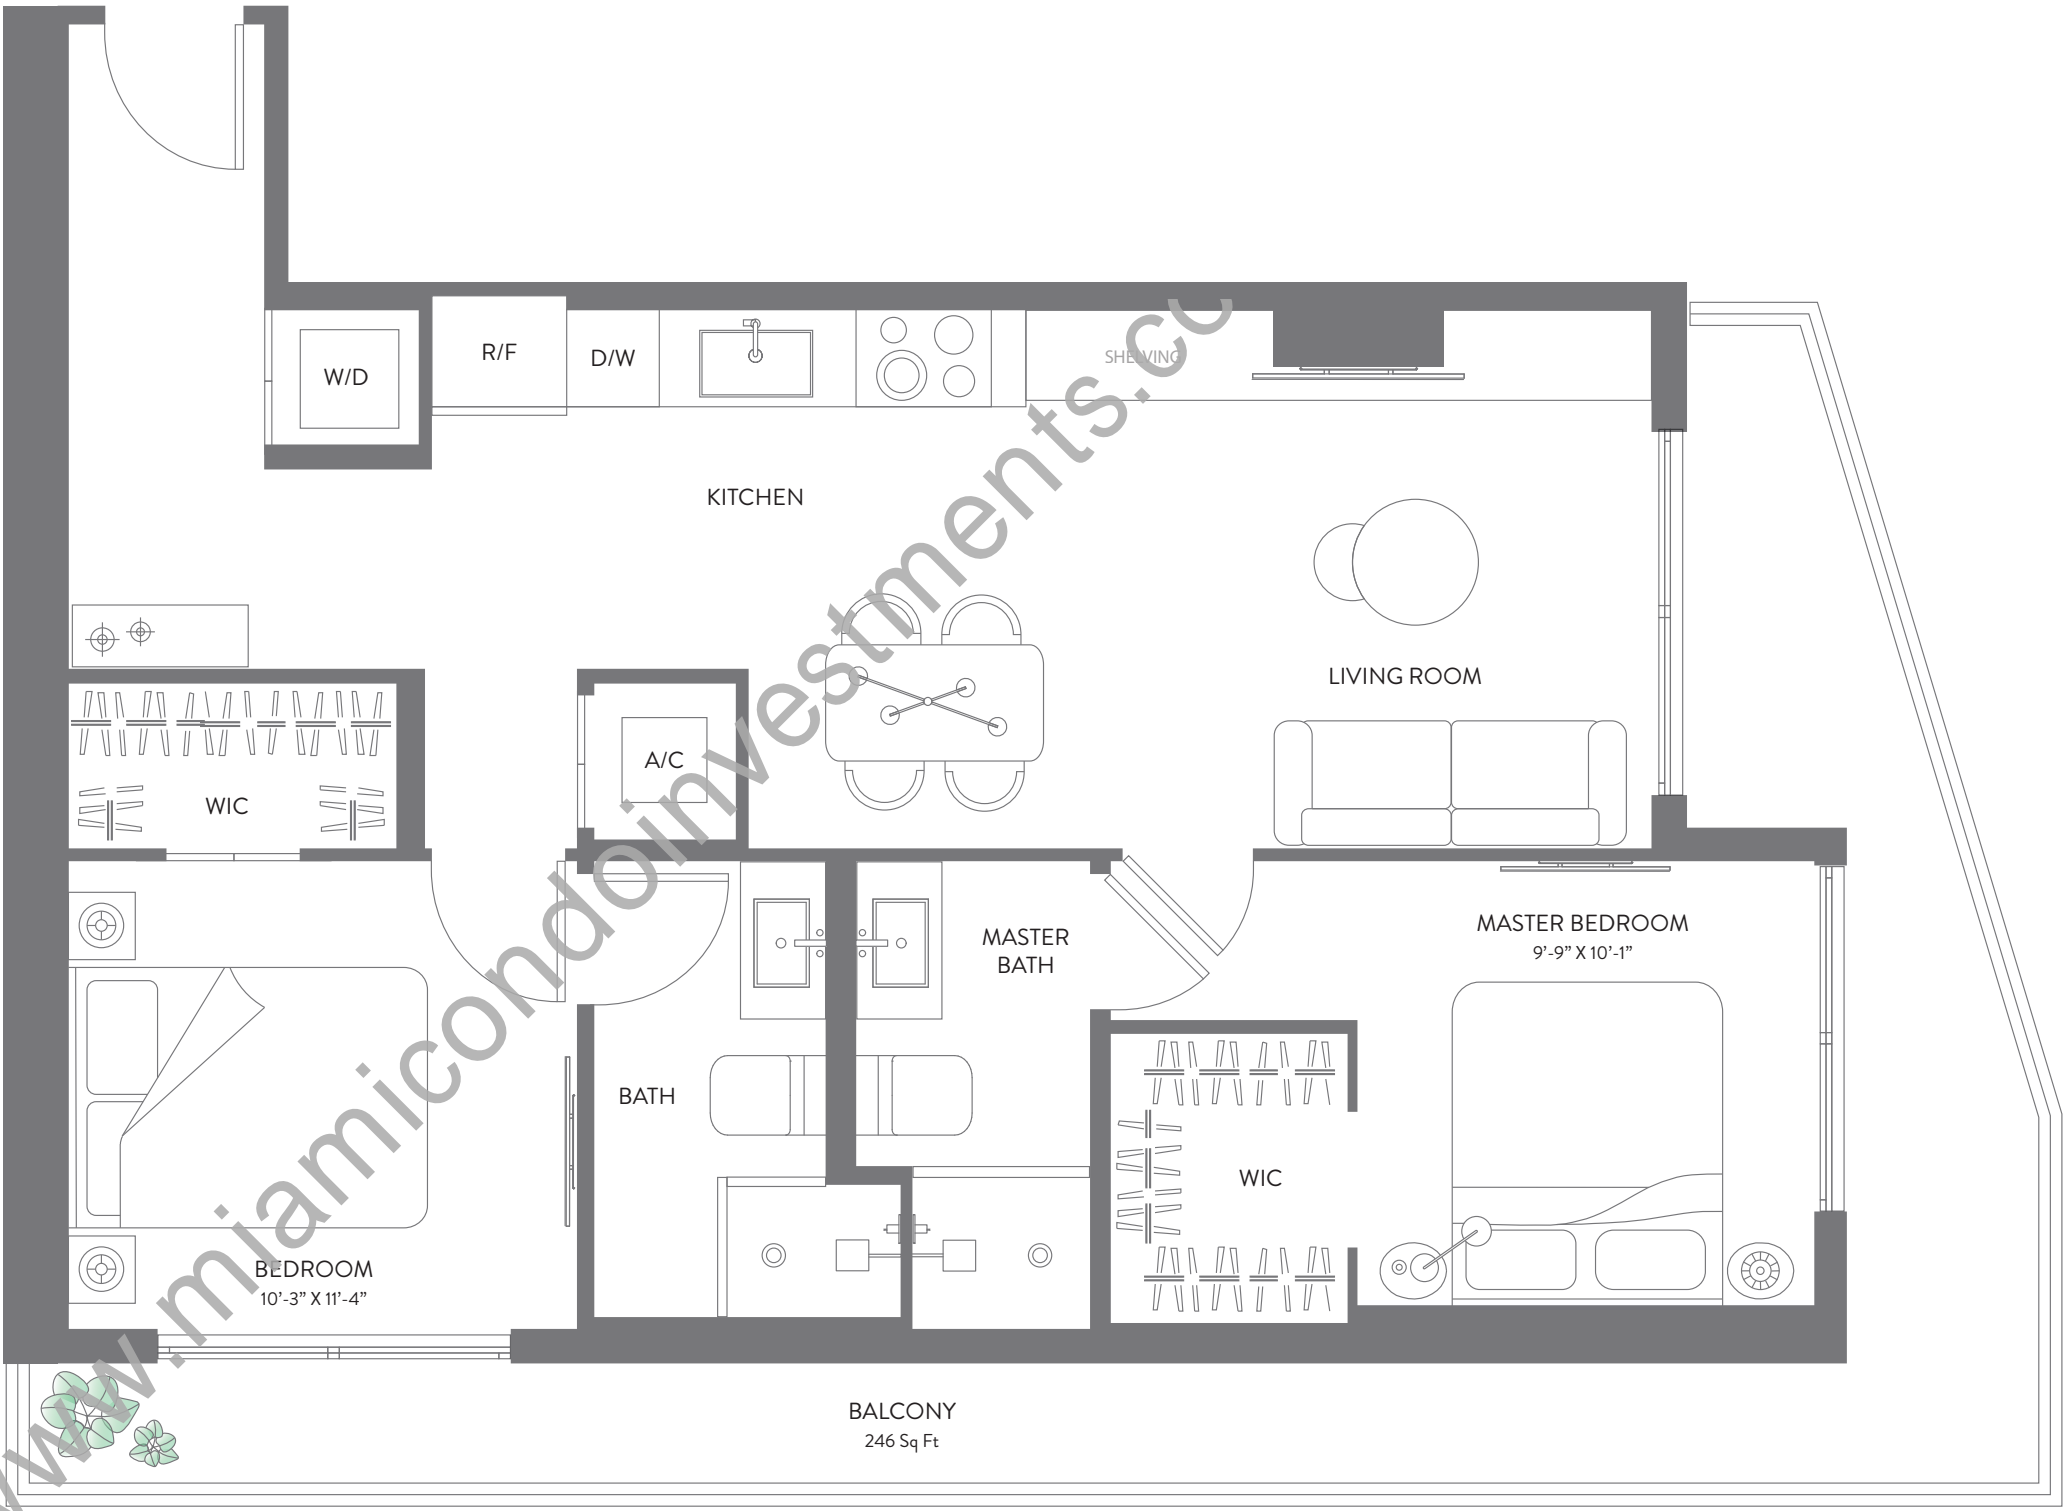 W/D
R/F
D/W
SHELVING
KITCHEN
LIVING ROOM
WIC
A/C
MASTER
BATH
MASTER BEDROOM
9'-9" X 10'-1"
BATH
WIC
BEDROOM
10'-3" X 11'-4"
BALCONY
246 Sq Ft
www.miamicondoinvestments.co